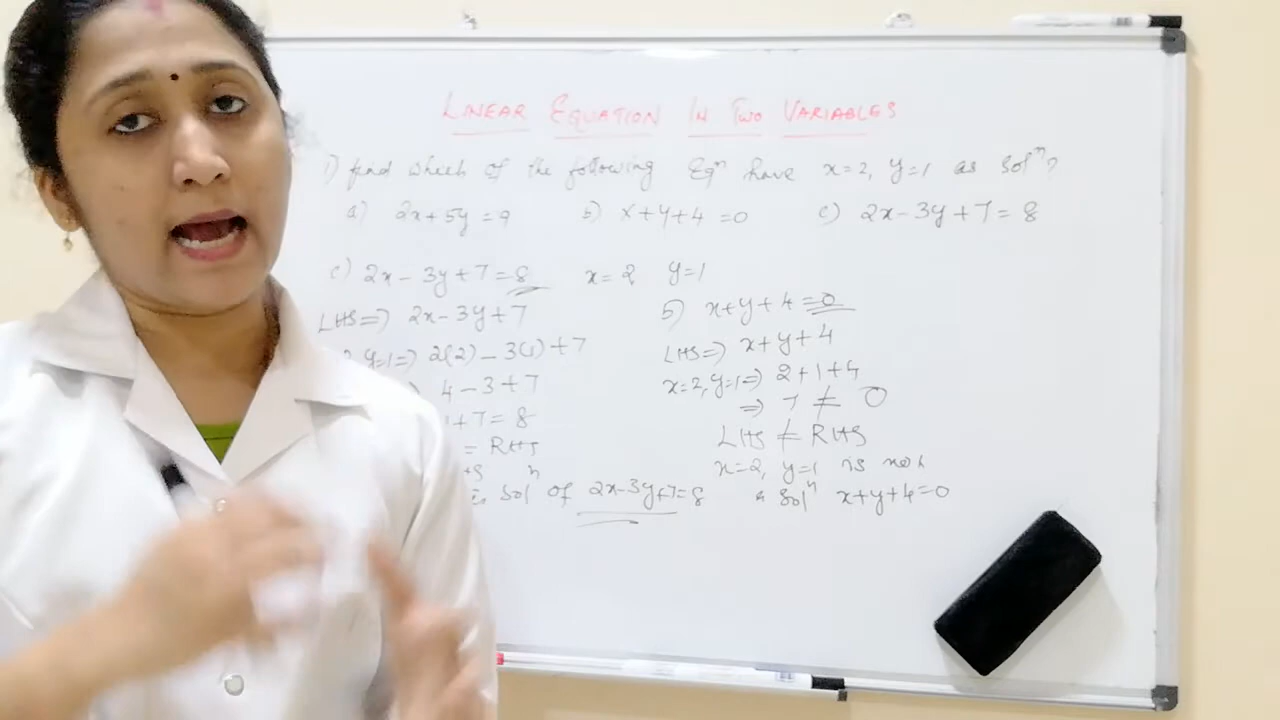 LINEAR EQUATION IN TWO VARIABLES
1) find which of the following Eqn have x=2, y=1 as Soln?
a) 2x+5y=9 b) x+y+4=0 c) 2x-3y+7=8
c) 2x-3y+7=8 x=2 y=1
LHS=> 2x-3y+7
y=1=> 2(2)-3(1)+7
4-3+7
1+7=8
= RHS
is Soln of 2x-3y+7=8
b) x+y+4=0
LHS=> x+y+4
x=2, y=1=> 2+1+4
=> 7 ≠ 0
LHS ≠ RHS
x=2, y=1 is not
a Soln x+y+4=0